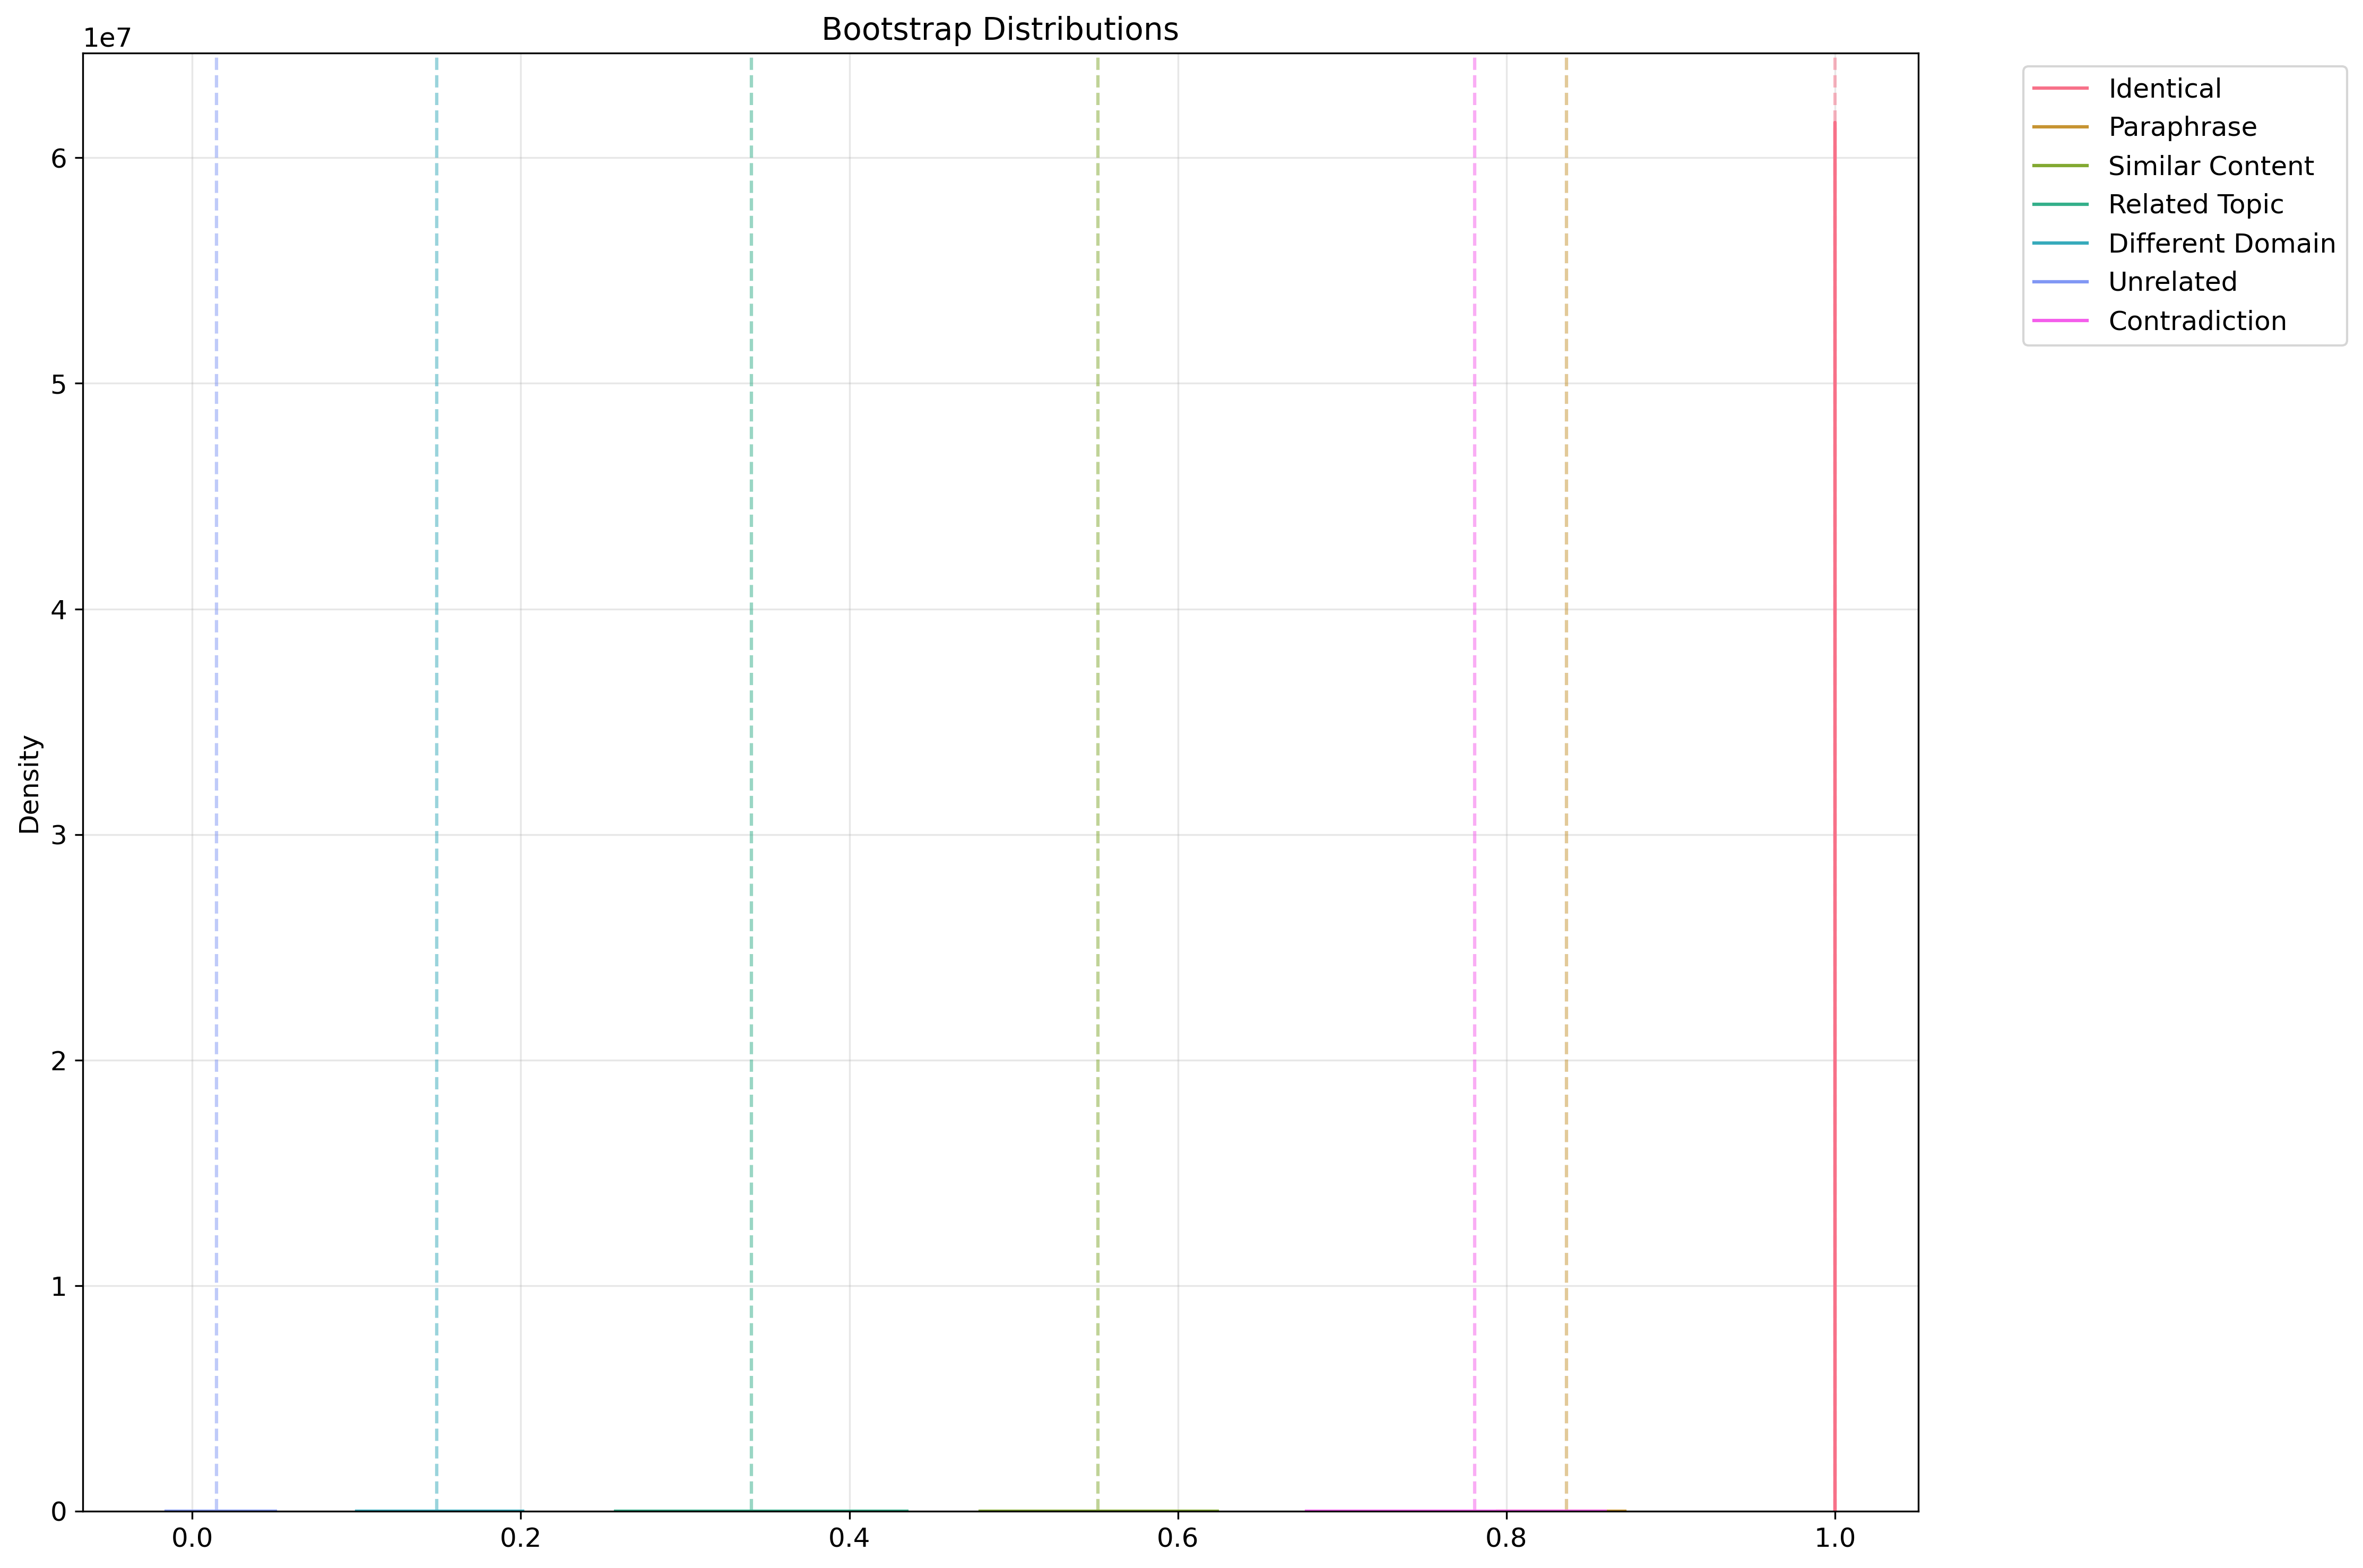 Bootstrap Distributions
1e7
6
5
4
3
2
1
0
Density
0.0
0.2
0.4
0.6
0.8
1.0
Identical
Paraphrase
Similar Content
Related Topic
Different Domain
Unrelated
Contradiction